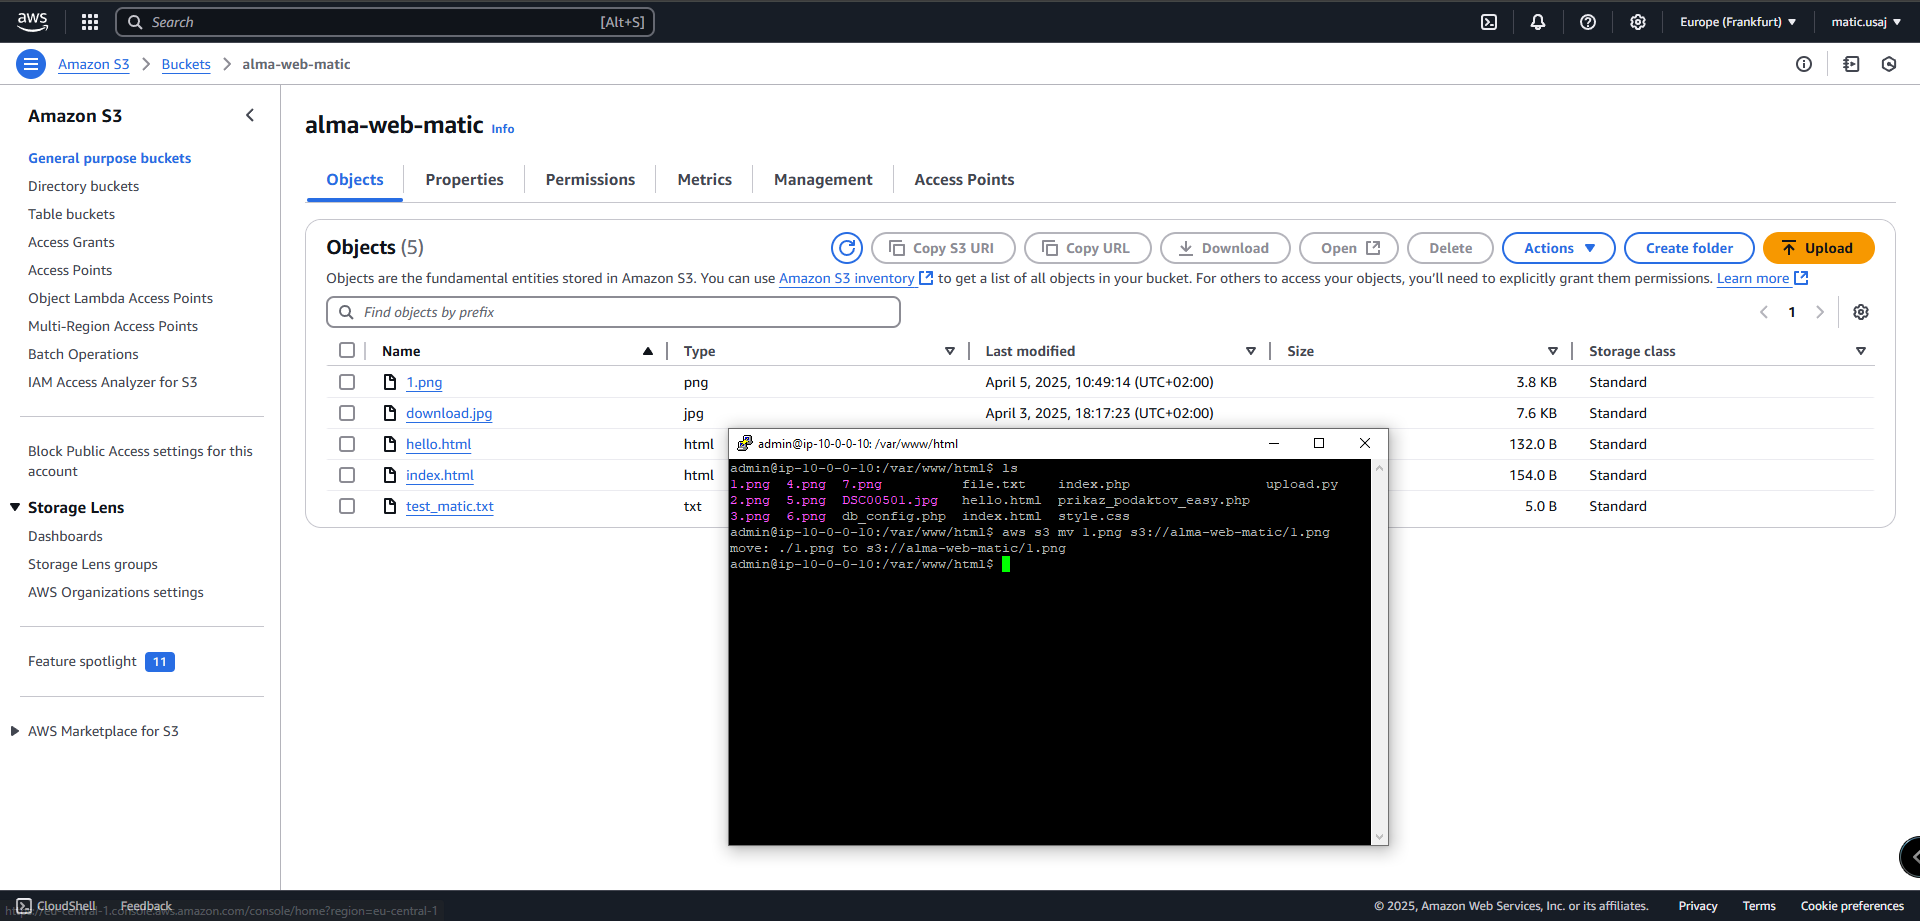 aws
Search
[Alt+S]
Europe (Frankfurt)
matic.usaj
Amazon S3
Buckets
alma-web-matic
Amazon S3
General purpose buckets
Directory buckets
Table buckets
Access Grants
Access Points
Object Lambda Access Points
Multi-Region Access Points
Batch Operations
IAM Access Analyzer for S3
Block Public Access settings for this
account
Storage Lens
Dashboards
Storage Lens groups
AWS Organizations settings
Feature spotlight 11
AWS Marketplace for S3
alma-web-matic Info
Objects Properties Permissions Metrics Management Access Points
Objects (5)
Copy S3 URI Copy URL Download Open Delete Actions Create folder Upload
Objects are the fundamental entities stored in Amazon S3. You can use Amazon S3 inventory to get a list of all objects in your bucket. For others to access your objects, you'll need to explicitly grant them permissions. Learn more
Find objects by prefix
1
Name Type Last modified Size Storage class
1.png png April 5, 2025, 10:49:14 (UTC+02:00) 3.8 KB Standard
download.jpg jpg April 3, 2025, 18:17:23 (UTC+02:00) 7.6 KB Standard
hello.html html 132.0 B Standard
index.html html 154.0 B Standard
test_matic.txt txt 5.0 B Standard
admin@ip-10-0-0-10: /var/www/html
admin@ip-10-0-0-10:/var/www/html$ ls
1.png 4.png 7.png file.txt index.php upload.py
2.png 5.png DSC00501.jpg hello.html prikaz_podaktov_easy.php
3.png 6.png db_config.php index.html style.css
admin@ip-10-0-0-10:/var/www/html$ aws s3 mv 1.png s3://alma-web-matic/1.png
move: ./1.png to s3://alma-web-matic/1.png
admin@ip-10-0-0-10:/var/www/html$
CloudShell Feedback
https://eu-central-1.console.aws.amazon.com/console/home?region=eu-central-1
© 2025, Amazon Web Services, Inc. or its affiliates. Privacy Terms Cookie preferences